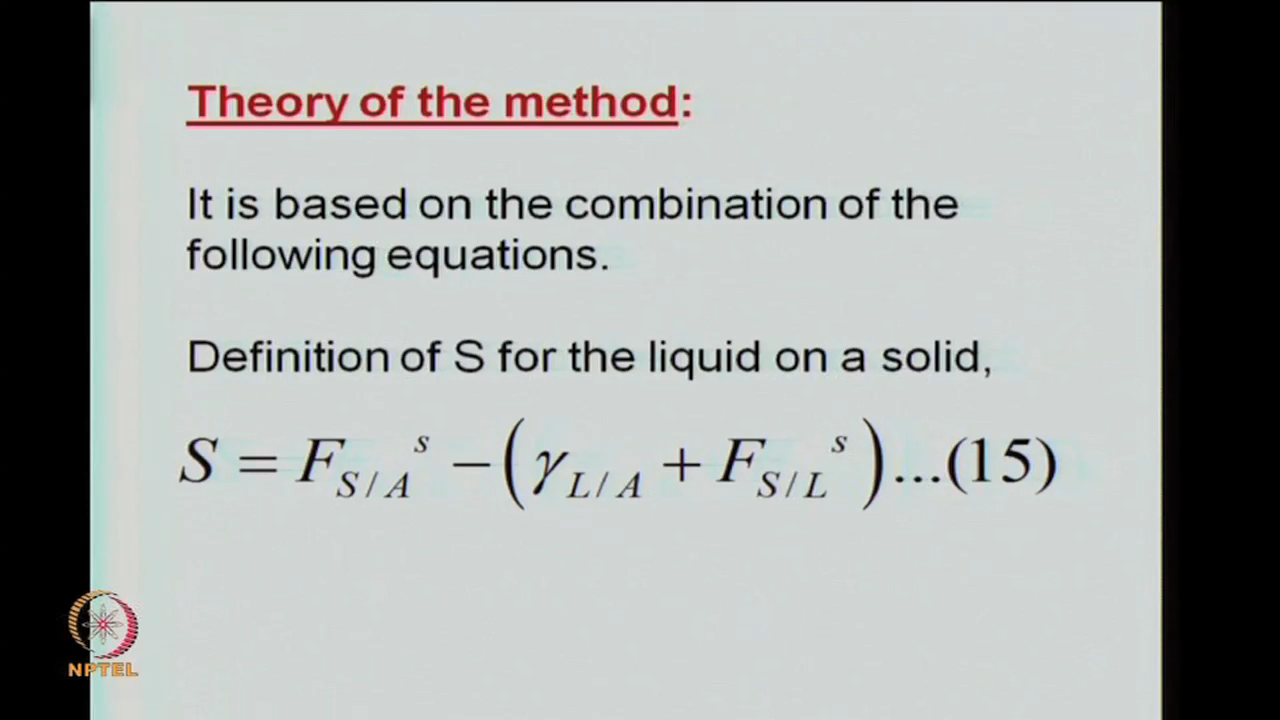 Theory of the method:
It is based on the combination of the
following equations.
Definition of S for the liquid on a solid,
S = F_{S/A}^{s} − (γ_{L/A} + F_{S/L}^{s})...(15)
NPTEL